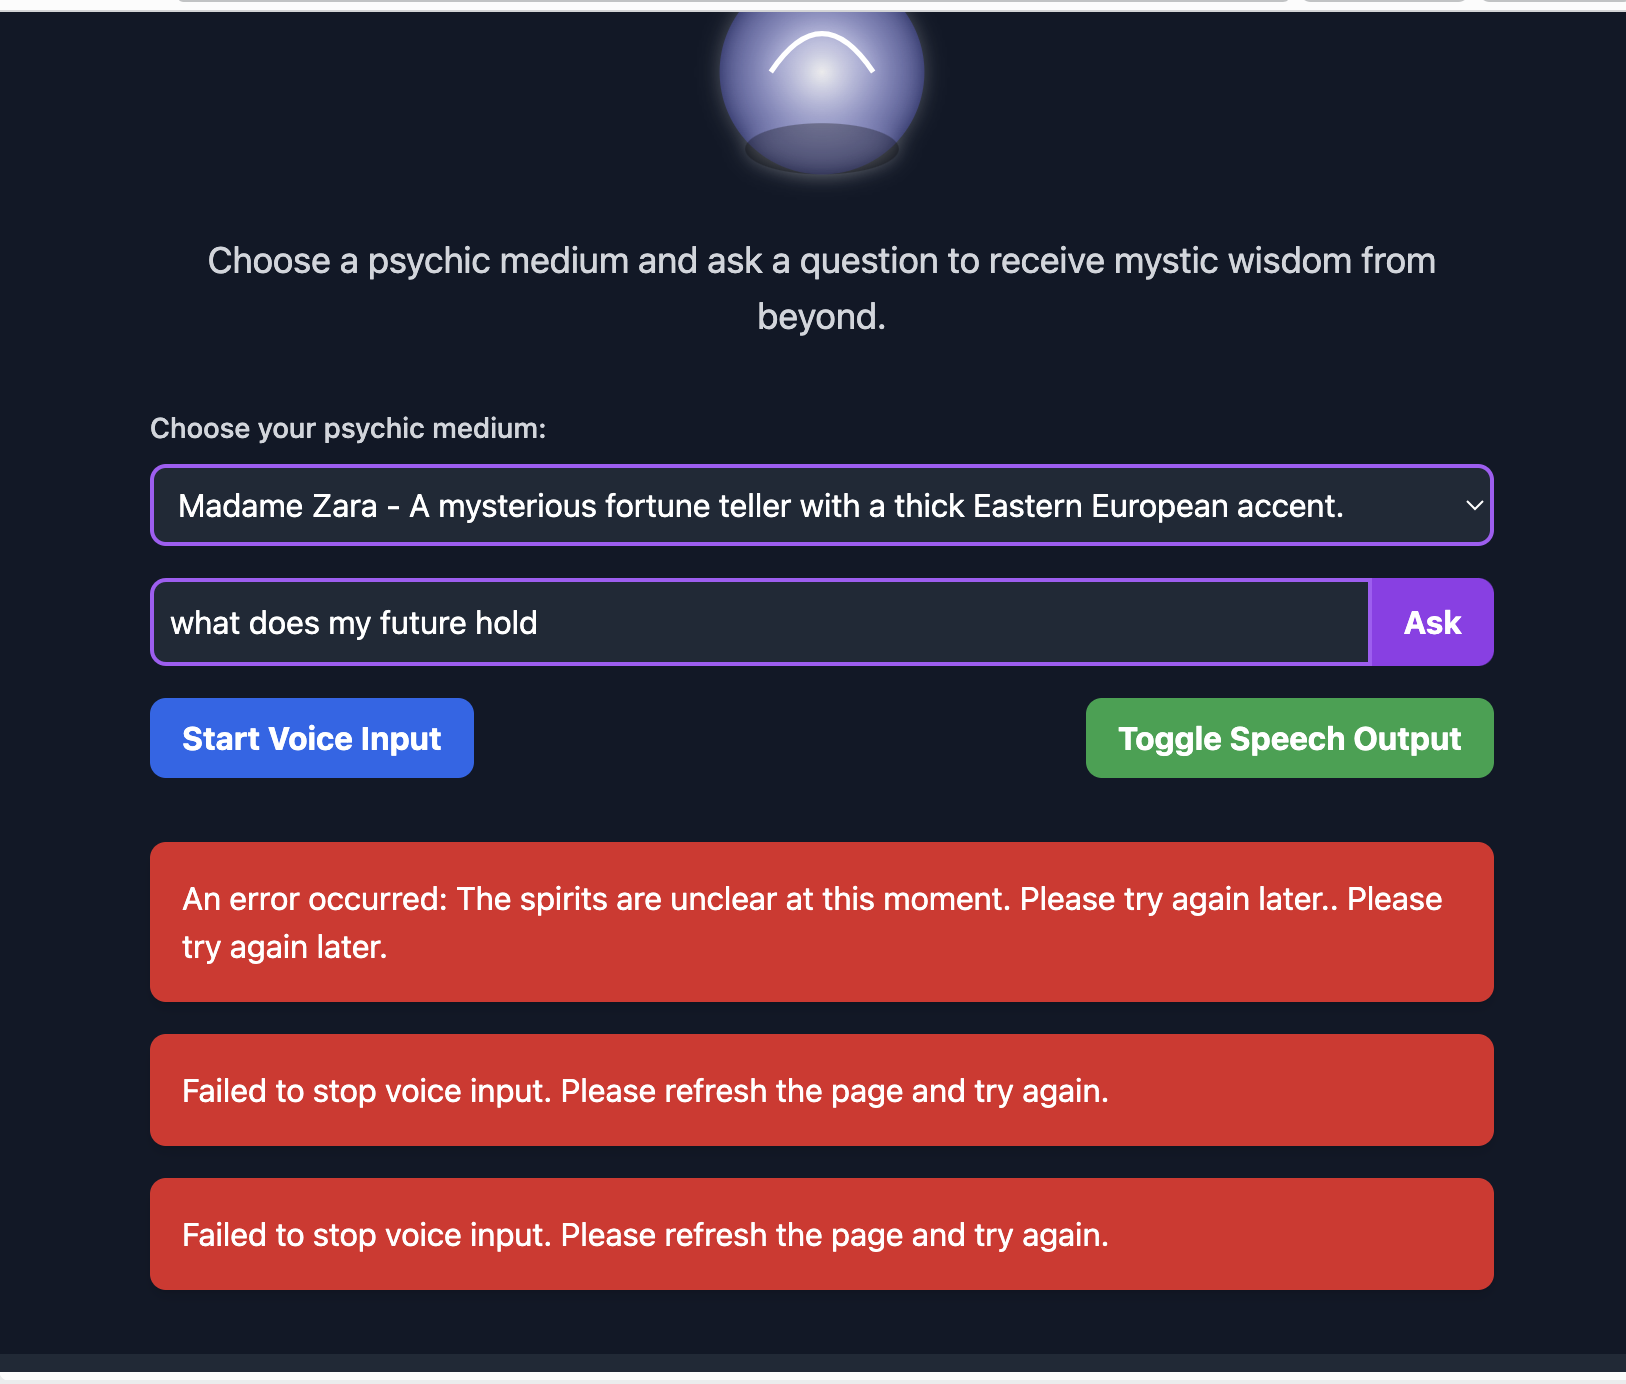 Choose a psychic medium and ask a question to receive mystic wisdom from
beyond.
Choose your psychic medium:
Madame Zara - A mysterious fortune teller with a thick Eastern European accent.
what does my future hold
Ask
Start Voice Input
Toggle Speech Output
An error occurred: The spirits are unclear at this moment. Please try again later.. Please
try again later.
Failed to stop voice input. Please refresh the page and try again.
Failed to stop voice input. Please refresh the page and try again.